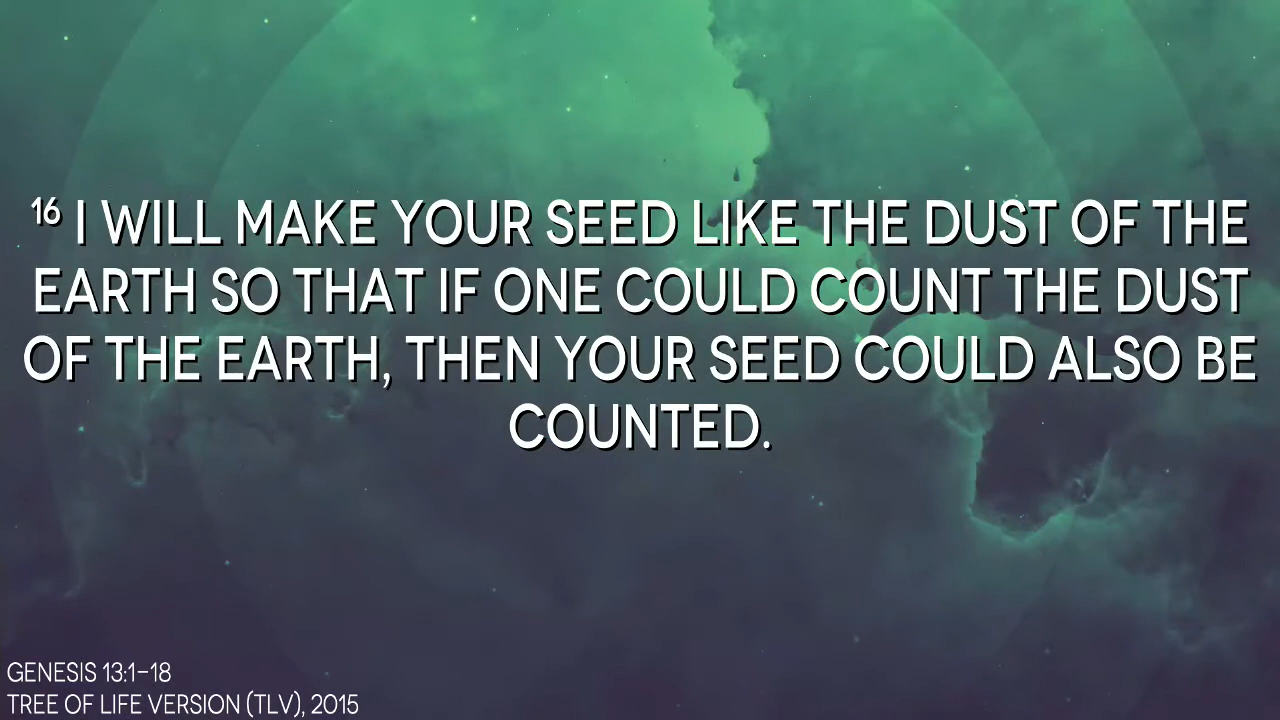 ¹⁶ I WILL MAKE YOUR SEED LIKE THE DUST OF THE
EARTH SO THAT IF ONE COULD COUNT THE DUST
OF THE EARTH, THEN YOUR SEED COULD ALSO BE
COUNTED.
GENESIS 13:1-18
TREE OF LIFE VERSION (TLV), 2015